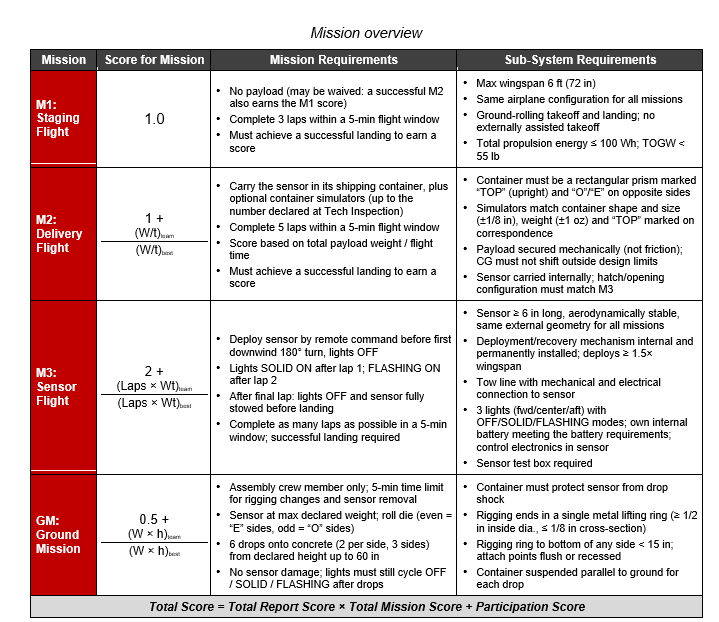 Mission overview
Mission
Score for Mission
Mission Requirements
Sub-System Requirements
M1:
Staging
Flight
1.0
• No payload (may be waived: a successful M2
also earns the M1 score)
• Complete 3 laps within a 5-min flight window
• Must achieve a successful landing to earn a
score
• Max wingspan 6 ft (72 in)
• Same airplane configuration for all missions
• Ground-rolling takeoff and landing; no
externally assisted takeoff
• Total propulsion energy ≤ 100 Wh; TOGW <
55 lb
M2:
Delivery
Flight
1 +
(W/t)team
(W/t)best
• Carry the sensor in its shipping container, plus
optional container simulators (up to the
number declared at Tech Inspection)
• Complete 5 laps within a 5-min flight window
• Score based on total payload weight / flight
time
• Must achieve a successful landing to earn a
score
• Container must be a rectangular prism marked
“TOP” (upright) and “O”/“E” on opposite sides
• Simulators match container shape and size
(±1/8 in), weight (±1 oz) and “TOP” marked on
correspondence
• Payload secured mechanically (not friction);
CG must not shift outside design limits
• Sensor carried internally; hatch/opening
configuration must match M3
M3:
Sensor
Flight
2 +
(Laps × Wt)team
(Laps × Wt)best
• Deploy sensor by remote command before first
downwind 180° turn, lights OFF
• Lights SOLID ON after lap 1; FLASHING ON
after lap 2
• After final lap: lights OFF and sensor fully
stowed before landing
• Complete as many laps as possible in a 5-min
window; successful landing required
• Sensor ≥ 6 in long, aerodynamically stable,
same external geometry for all missions
• Deployment/recovery mechanism internal and
permanently installed; deploys ≥ 1.5×
wingspan
• Tow line with mechanical and electrical
connection to sensor
• 3 lights (fwd/center/aft) with
OFF/SOLID/FLASHING modes; own internal
battery meeting the battery requirements;
control electronics in sensor
• Sensor test box required
GM:
Ground
Mission
0.5 +
(W × h)team
(W × h)best
• Assembly crew member only; 5-min time limit
for rigging changes and sensor removal
• Sensor at max declared weight; roll die (even =
“E” sides, odd = “O” sides)
• 6 drops onto concrete (2 per side, 3 sides)
from declared height up to 60 in
• No sensor damage; lights must still cycle OFF
/ SOLID / FLASHING after drops
• Container must protect sensor from drop
shock
• Rigging ends in a single metal lifting ring (≥ 1/2
in inside dia., ≤ 1/8 in cross-section)
• Rigging ring to bottom of any side < 15 in;
attach points flush or recessed
• Container suspended parallel to ground for
each drop
Total Score = Total Report Score × Total Mission Score + Participation Score